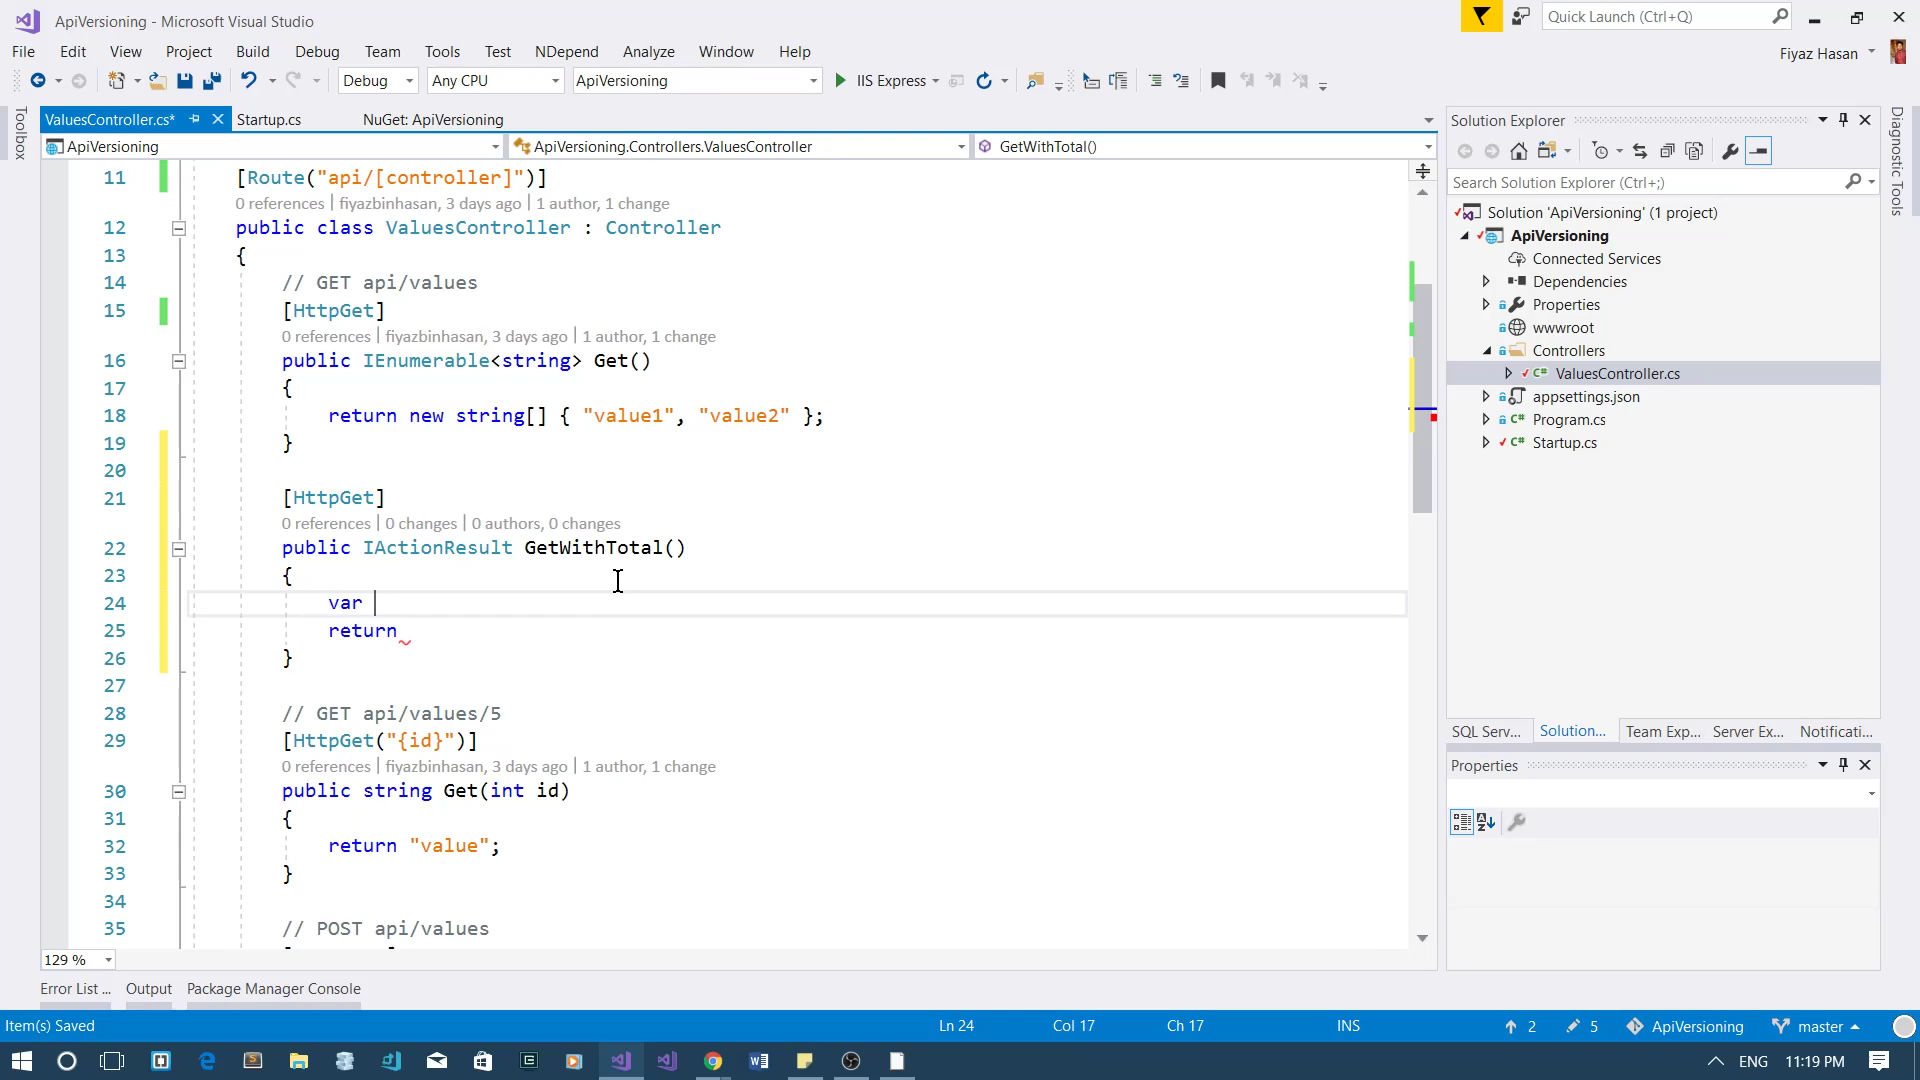 ApiVersioning - Microsoft Visual Studio
Quick Launch (Ctrl+Q)
File Edit View Project Build Debug Team Tools Test NDepend Analyze Window Help
Fiyaz Hasan
Debug Any CPU ApiVersioning IIS Express
Toolbox
ValuesController.cs* Startup.cs NuGet: ApiVersioning
ApiVersioning ApiVersioning.Controllers.ValuesController GetWithTotal()
11 [Route("api/[controller]")]
0 references | fiyazbinhasan, 3 days ago | 1 author, 1 change
12 public class ValuesController : Controller
13 {
14 // GET api/values
15 [HttpGet]
0 references | fiyazbinhasan, 3 days ago | 1 author, 1 change
16 public IEnumerable<string> Get()
17 {
18 return new string[] { "value1", "value2" };
19 }
20
21 [HttpGet]
0 references | 0 changes | 0 authors, 0 changes
22 public IActionResult GetWithTotal()
23 {
24 var
25 return
26 }
27
28 // GET api/values/5
29 [HttpGet("{id}")]
0 references | fiyazbinhasan, 3 days ago | 1 author, 1 change
30 public string Get(int id)
31 {
32 return "value";
33 }
34
35 // POST api/values
129 %
Solution Explorer
Search Solution Explorer (Ctrl+;)
Solution 'ApiVersioning' (1 project)
ApiVersioning
Connected Services
Dependencies
Properties
wwwroot
Controllers
C# ValuesController.cs
appsettings.json
C# Program.cs
C# Startup.cs
SQL Serv... Solution... Team Exp... Server Ex... Notificati...
Properties
Diagnostic Tools
Error List ... Output Package Manager Console
Item(s) Saved Ln 24 Col 17 Ch 17 INS 2 5 ApiVersioning master
ENG 11:19 PM